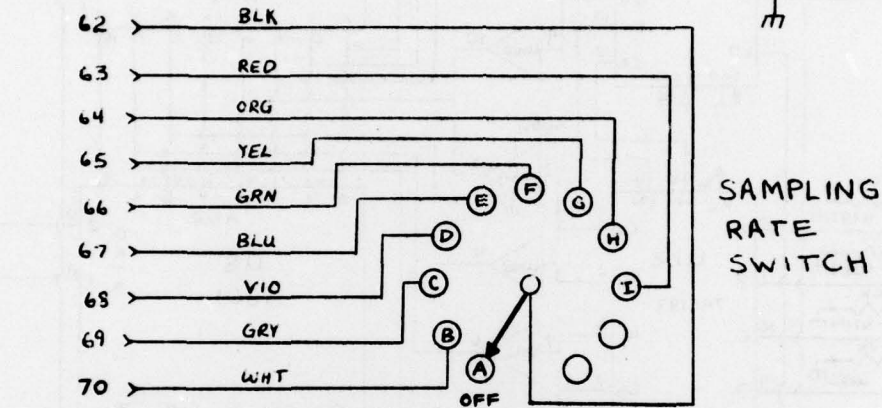 62 BLK
63 RED
64 ORG
65 YEL
66 GRN
67 BLU
68 VIO
69 GRY
70 WHT
E F G
D H
C I
B
A
OFF
SAMPLING
RATE
SWITCH